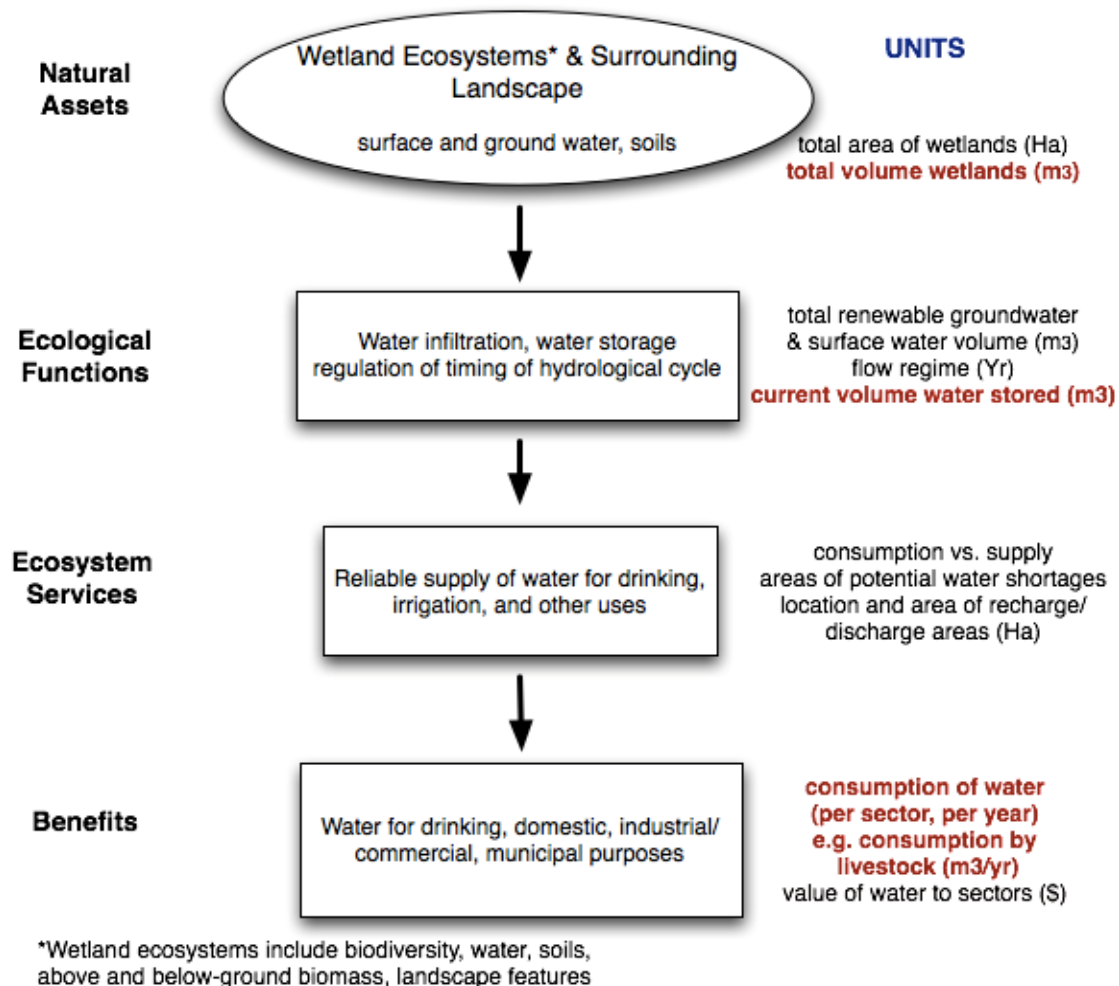 Natural
Assets
Wetland Ecosystems* & Surrounding
Landscape
surface and ground water, soils
UNITS
total area of wetlands (Ha)
total volume wetlands (m3)
Ecological
Functions
Water infiltration, water storage
regulation of timing of hydrological cycle
total renewable groundwater
& surface water volume (m3)
flow regime (Yr)
current volume water stored (m3)
Ecosystem
Services
Reliable supply of water for drinking,
irrigation, and other uses
consumption vs. supply
areas of potential water shortages
location and area of recharge/
discharge areas (Ha)
Benefits
Water for drinking, domestic, industrial/
commercial, municipal purposes
consumption of water
(per sector, per year)
e.g. consumption by
livestock (m3/yr)
value of water to sectors ($)
*Wetland ecosystems include biodiversity, water, soils,
above and below-ground biomass, landscape features